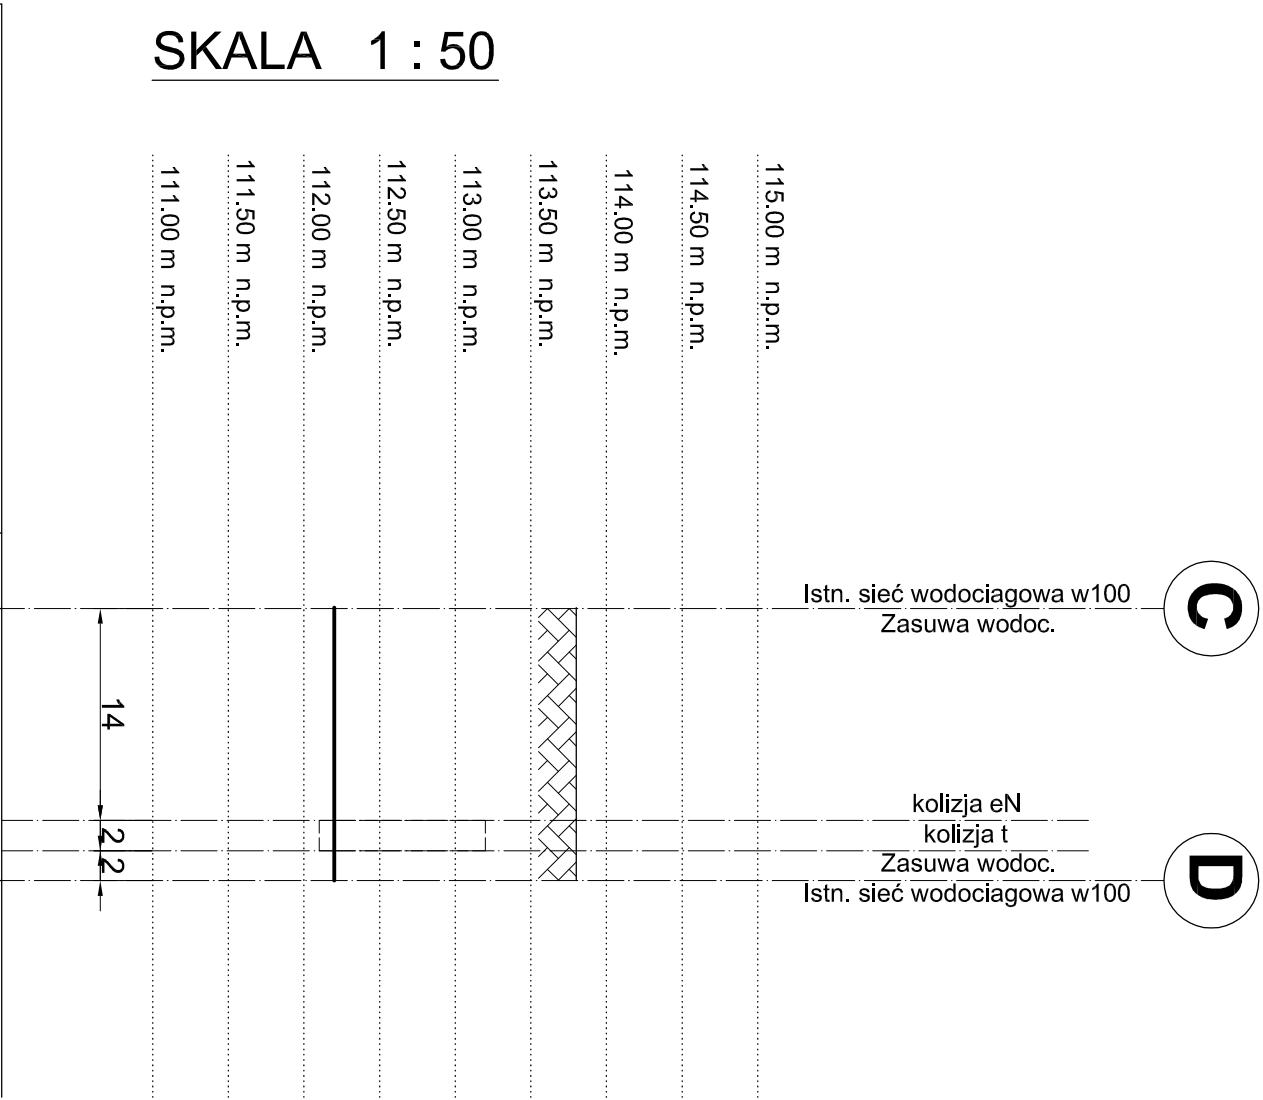 SKALA 1 : 50
115.00 m n.p.m.
114.50 m n.p.m.
114.00 m n.p.m.
113.50 m n.p.m.
113.00 m n.p.m.
112.50 m n.p.m.
112.00 m n.p.m.
111.50 m n.p.m.
111.00 m n.p.m.
Istn. sieć wodociagowa w100
Zasuwa wodoc.
C
14
kolizja eN
2
kolizja t
2
Zasuwa wodoc.
Istn. sieć wodociagowa w100
D